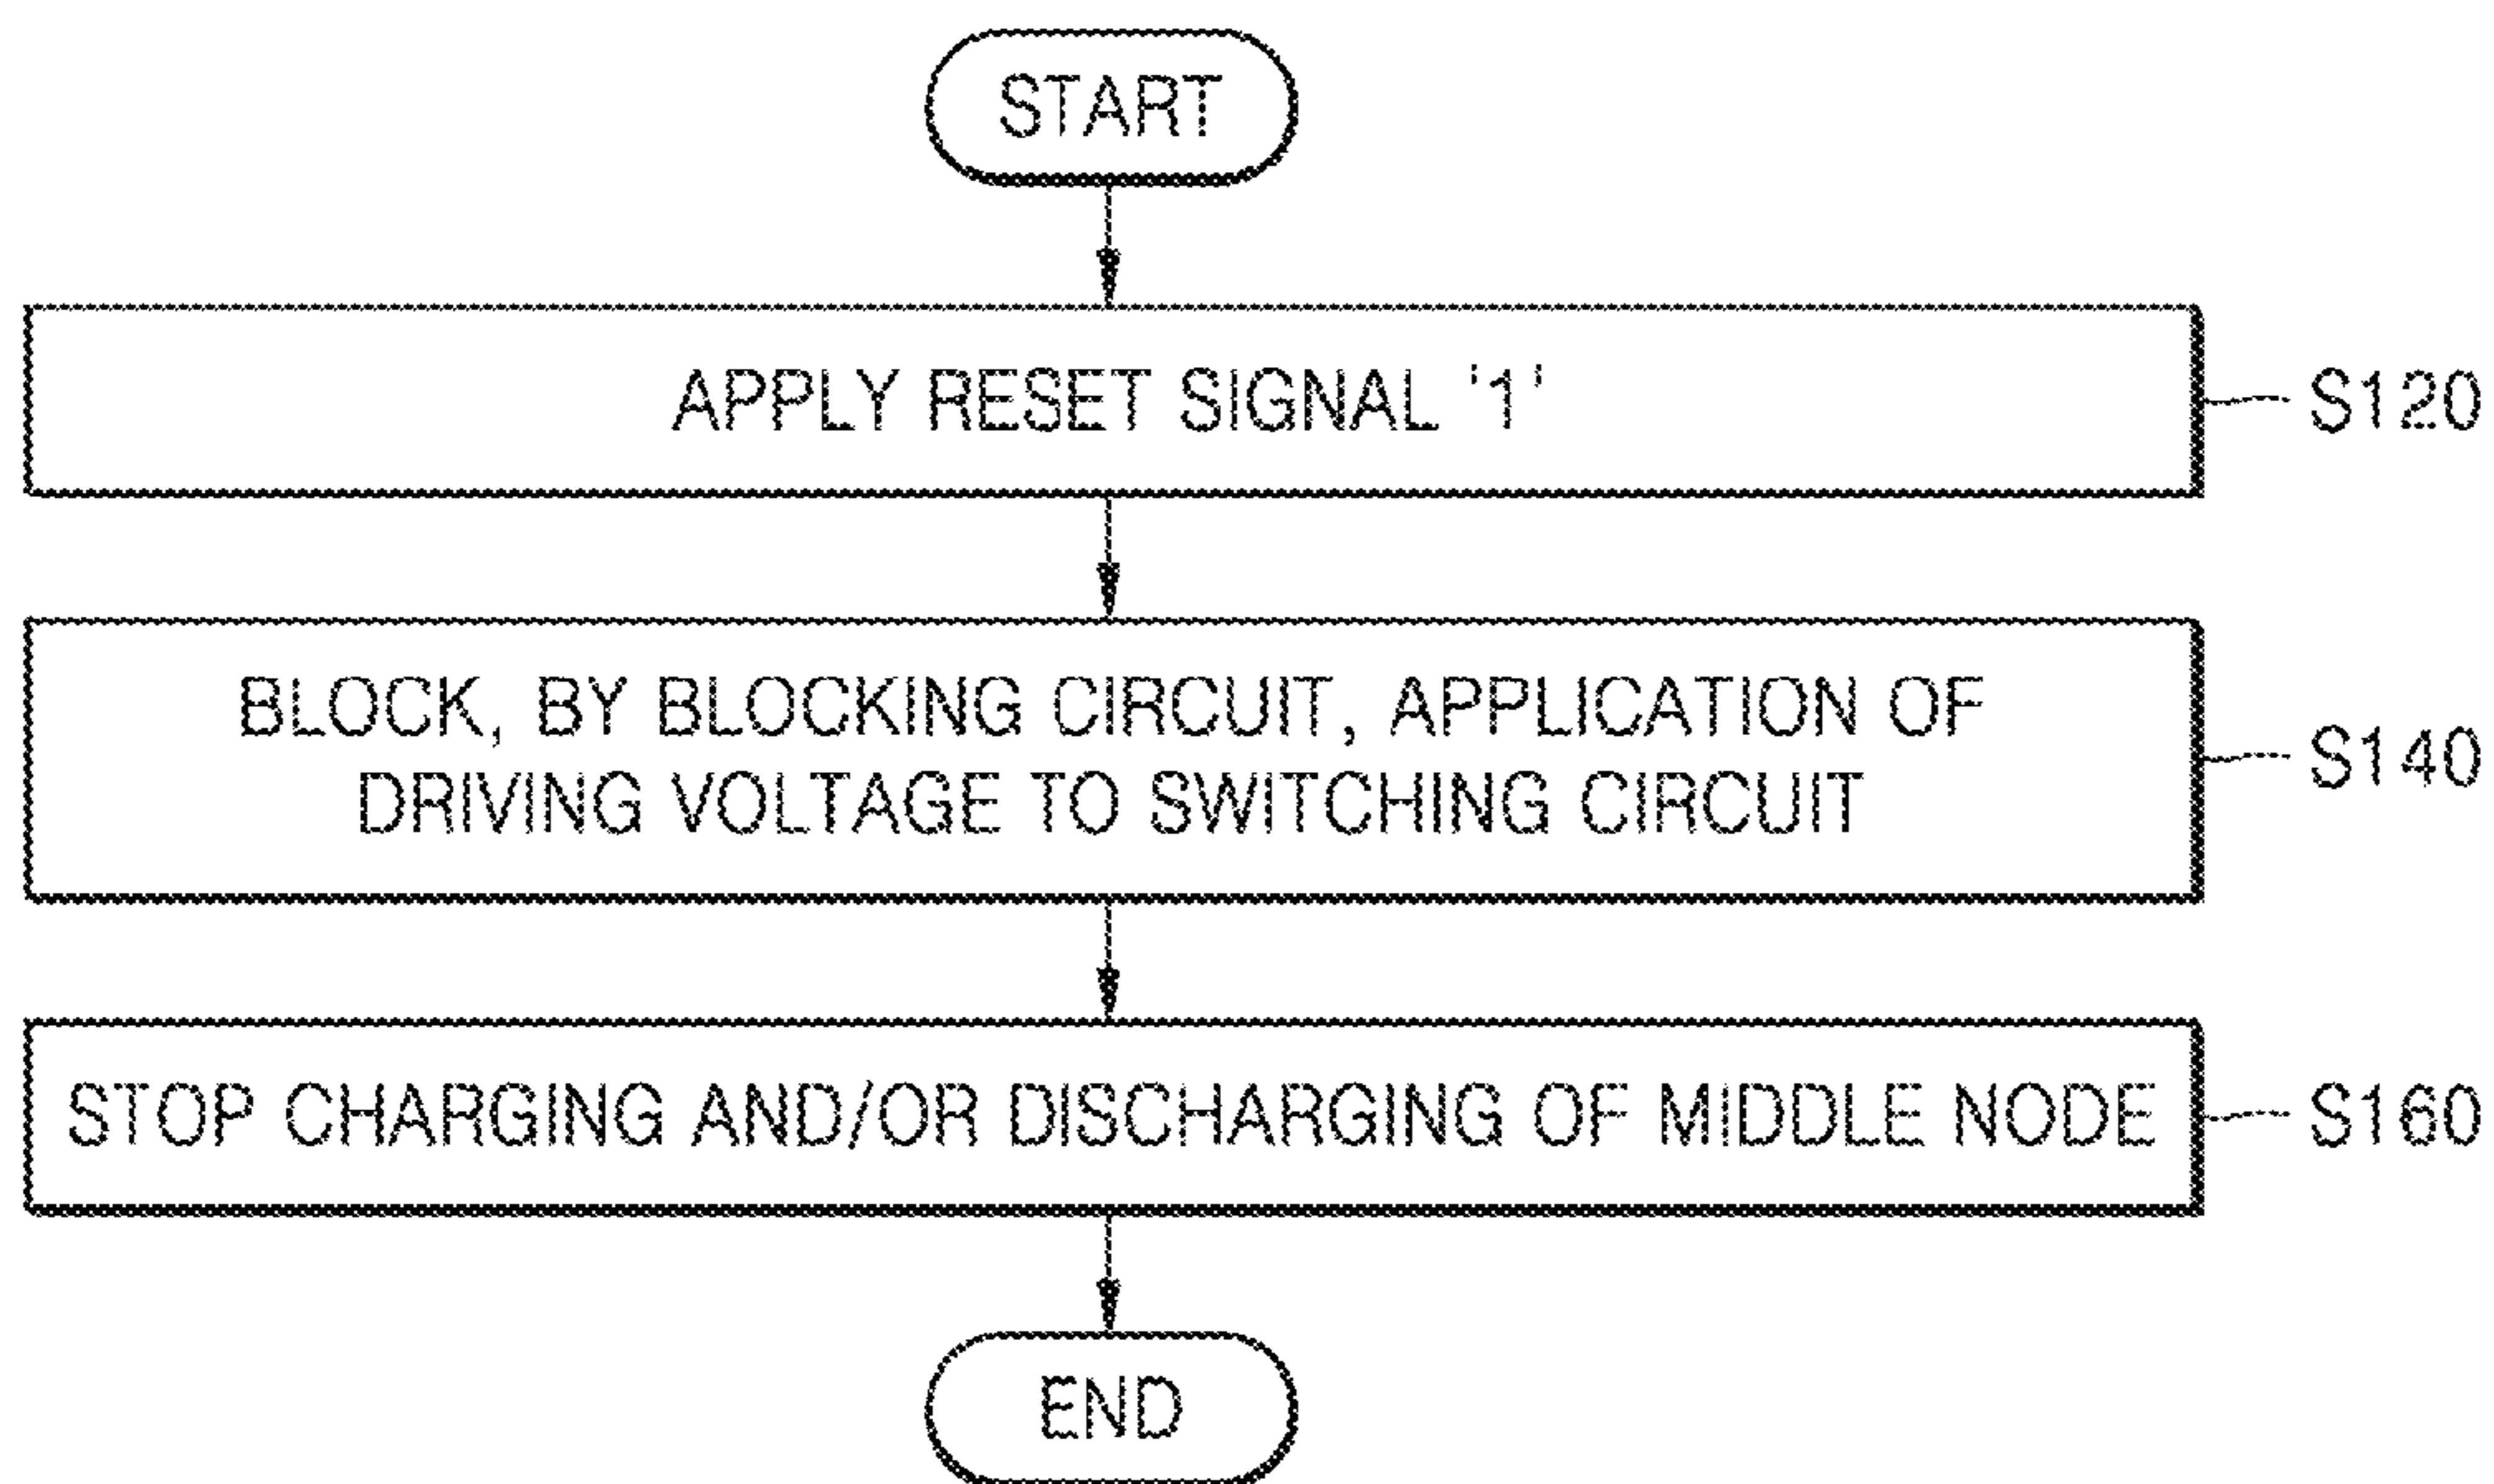 START
APPLY RESET SIGNAL '1'
S120
BLOCK, BY BLOCKING CIRCUIT, APPLICATION OF
DRIVING VOLTAGE TO SWITCHING CIRCUIT
S140
STOP CHARGING AND/OR DISCHARGING OF MIDDLE NODE
S160
END